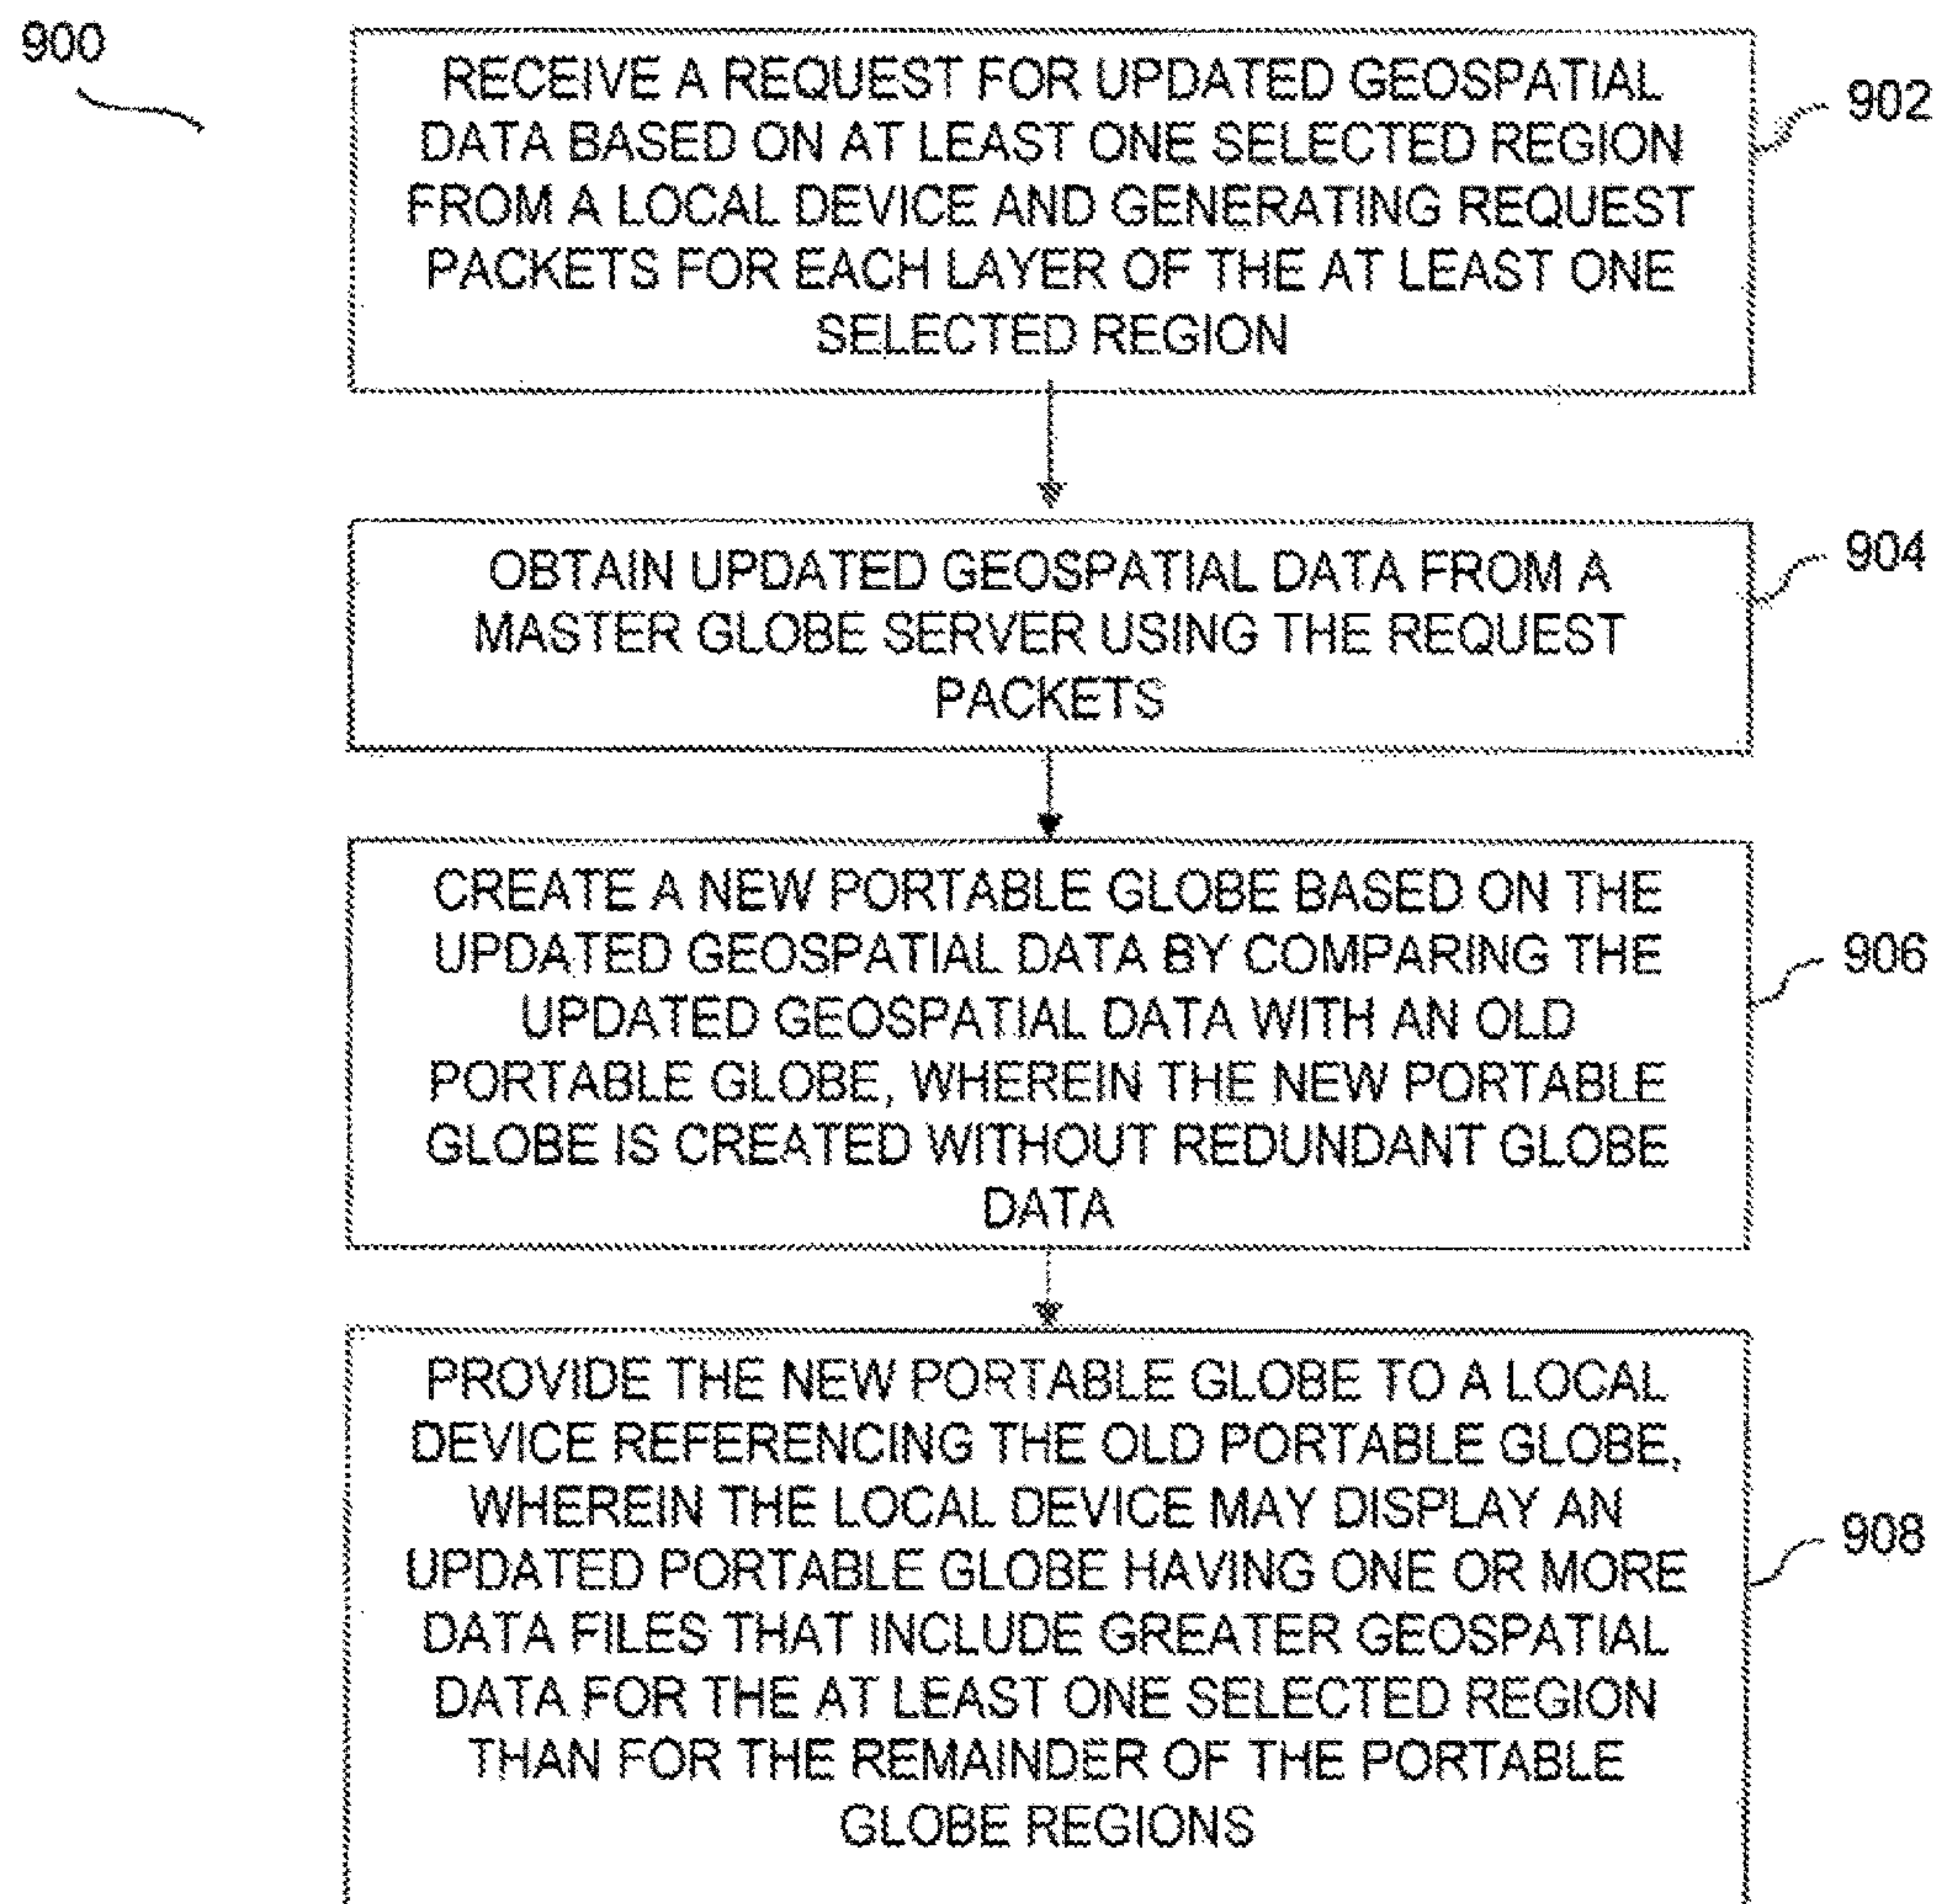 900
RECEIVE A REQUEST FOR UPDATED GEOSPATIAL
DATA BASED ON AT LEAST ONE SELECTED REGION
FROM A LOCAL DEVICE AND GENERATING REQUEST
PACKETS FOR EACH LAYER OF THE AT LEAST ONE
SELECTED REGION
902
OBTAIN UPDATED GEOSPATIAL DATA FROM A
MASTER GLOBE SERVER USING THE REQUEST
PACKETS
904
CREATE A NEW PORTABLE GLOBE BASED ON THE
UPDATED GEOSPATIAL DATA BY COMPARING THE
UPDATED GEOSPATIAL DATA WITH AN OLD
PORTABLE GLOBE, WHEREIN THE NEW PORTABLE
GLOBE IS CREATED WITHOUT REDUNDANT GLOBE
DATA
906
PROVIDE THE NEW PORTABLE GLOBE TO A LOCAL
DEVICE REFERENCING THE OLD PORTABLE GLOBE,
WHEREIN THE LOCAL DEVICE MAY DISPLAY AN
UPDATED PORTABLE GLOBE HAVING ONE OR MORE
DATA FILES THAT INCLUDE GREATER GEOSPATIAL
DATA FOR THE AT LEAST ONE SELECTED REGION
THAN FOR THE REMAINDER OF THE PORTABLE
GLOBE REGIONS
908